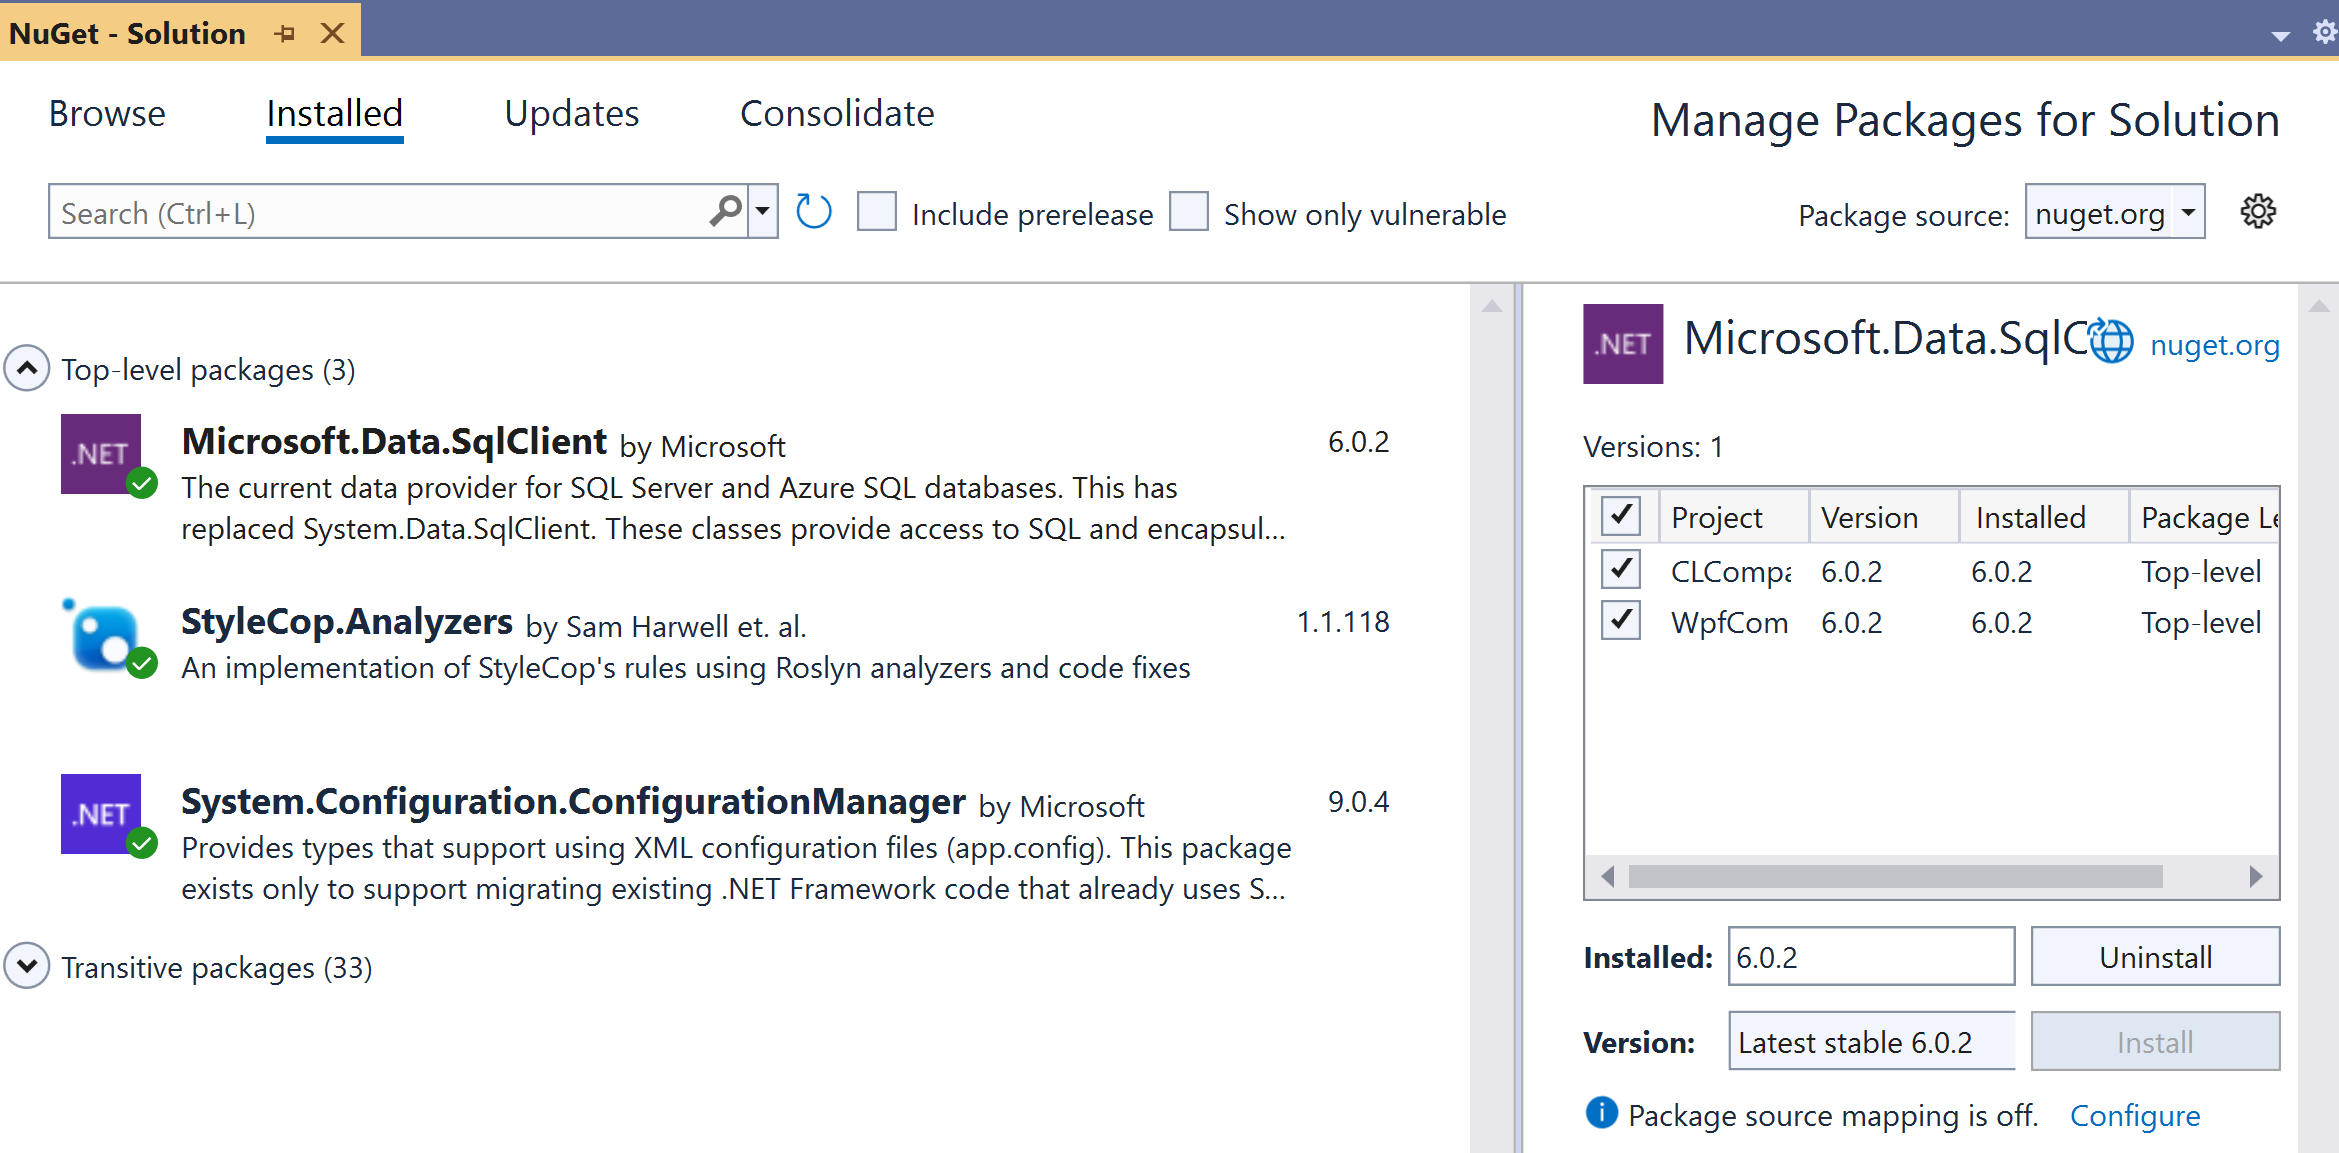 NuGet - Solution
Browse Installed Updates Consolidate
Manage Packages for Solution
Search (Ctrl+L)
Include prerelease
Show only vulnerable
Package source: nuget.org
Top-level packages (3)
.NET
Microsoft.Data.SqlClient by Microsoft 6.0.2
The current data provider for SQL Server and Azure SQL databases. This has
replaced System.Data.SqlClient. These classes provide access to SQL and encapsul...
StyleCop.Analyzers by Sam Harwell et. al. 1.1.118
An implementation of StyleCop's rules using Roslyn analyzers and code fixes
.NET
System.Configuration.ConfigurationManager by Microsoft 9.0.4
Provides types that support using XML configuration files (app.config). This package
exists only to support migrating existing .NET Framework code that already uses S...
Transitive packages (33)
.NET
Microsoft.Data.SqlC nuget.org
Versions: 1
Project Version Installed Package Le
CLCompa 6.0.2 6.0.2 Top-level
WpfCom 6.0.2 6.0.2 Top-level
Installed: 6.0.2 Uninstall
Version: Latest stable 6.0.2 Install
Package source mapping is off. Configure